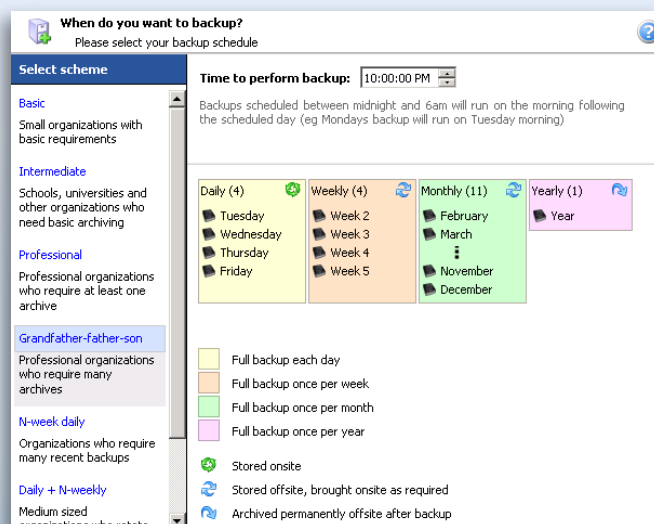 When do you want to backup?
Please select your backup schedule
Select scheme
Basic
Small organizations with
basic requirements
Intermediate
Schools, universities and
other organizations who
need basic archiving
Professional
Professional organizations
who require at least one
archive
Grandfather-father-son
Professional organizations
who require many
archives
N-week daily
Organizations who require
many recent backups
Daily + N-weekly
Medium sized
organizations who rotate
Time to perform backup: 10:00:00 PM
Backups scheduled between midnight and 6am will run on the morning following
the scheduled day (eg Mondays backup will run on Tuesday morning)
Daily (4)
Tuesday
Wednesday
Thursday
Friday
Weekly (4)
Week 2
Week 3
Week 4
Week 5
Monthly (11)
February
March
November
December
Yearly (1)
Year
Full backup each day
Full backup once per week
Full backup once per month
Full backup once per year
Stored onsite
Stored offsite, brought onsite as required
Archived permanently offsite after backup